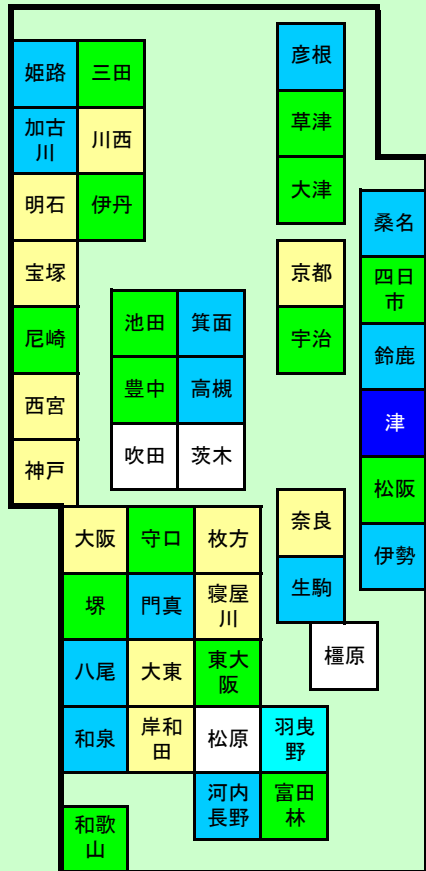 姫路
三田
加古
川
川西
明石
伊丹
宝塚
尼崎
西宮
神戸
彦根
草津
大津
京都
宇治
桑名
四日
市
鈴鹿
津
松阪
伊勢
池田
箕面
豊中
高槻
吹田
茨木
奈良
生駒
橿原
大阪
守口
枚方
堺
門真
寝屋
川
八尾
大東
東大
阪
和泉
岸和
田
松原
羽曳
野
河内
長野
富田
林
和歌
山